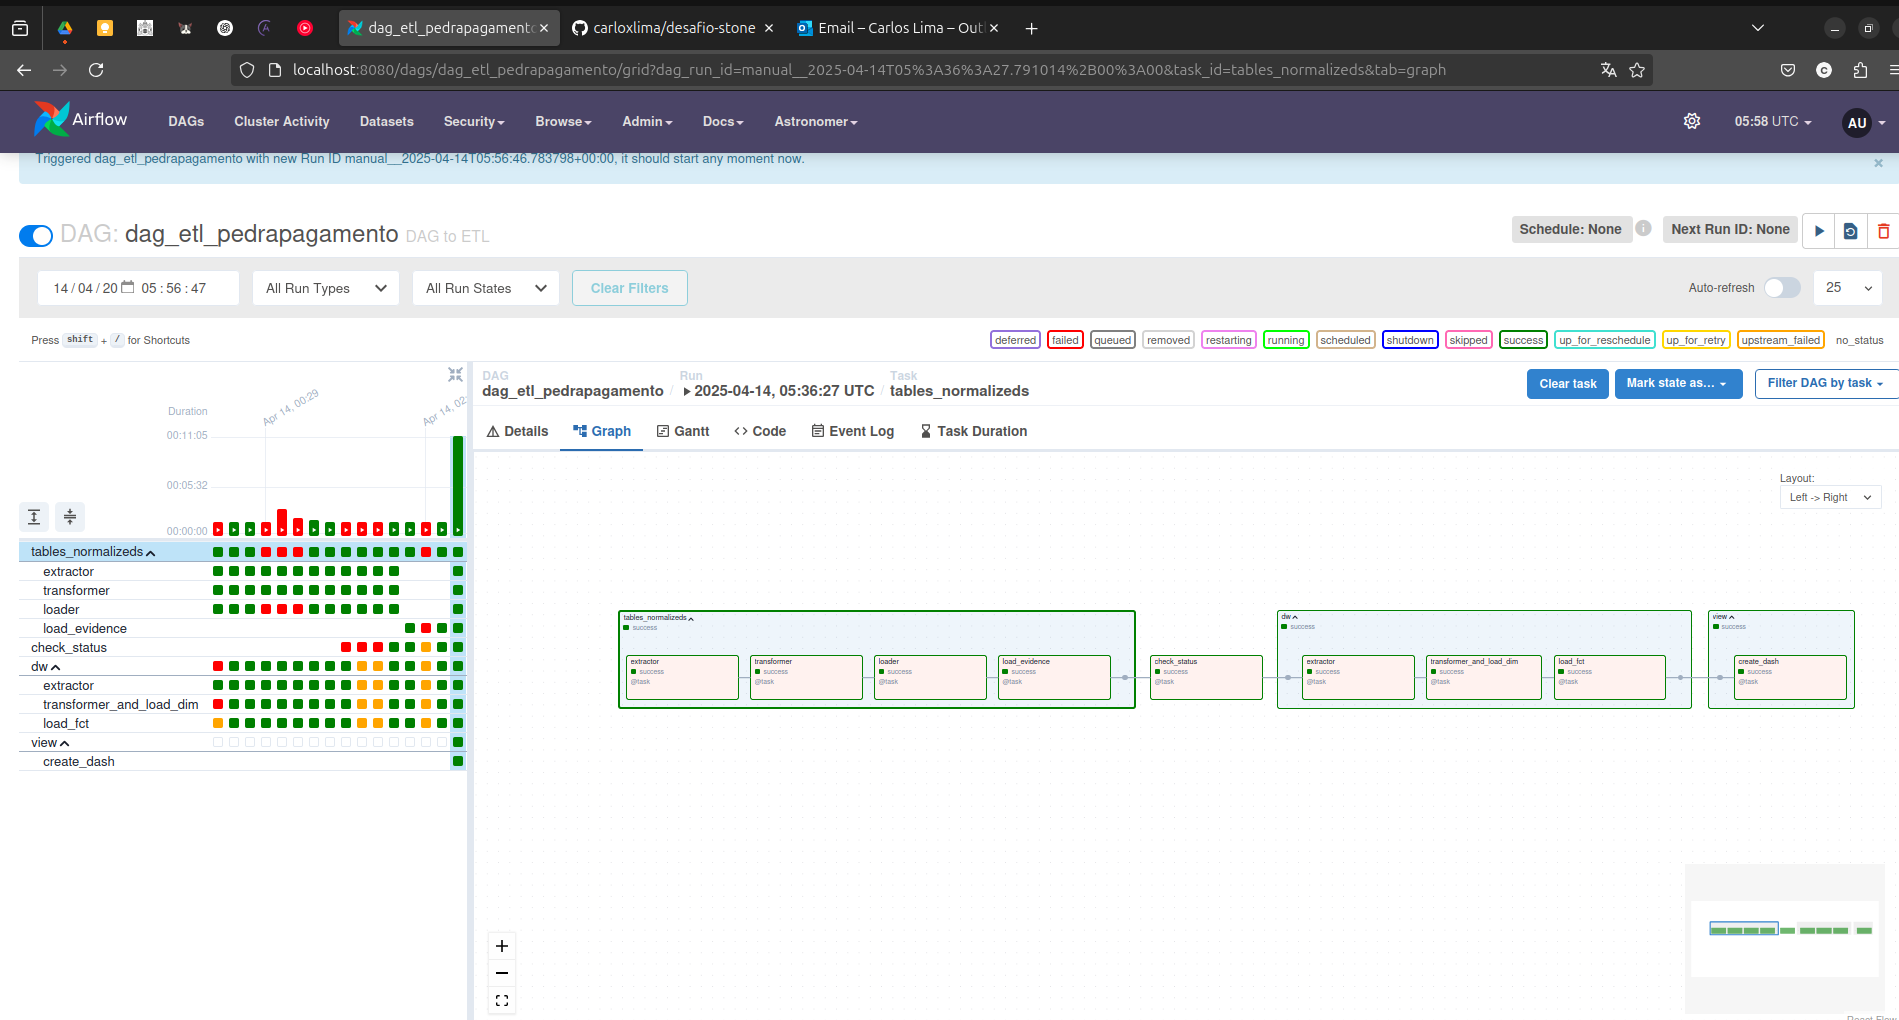 dag_etl_pedrapagamento
carloxlima/desafio-stone
Email – Carlos Lima – Out
localhost:8080/dags/dag_etl_pedrapagamento/grid?dag_run_id=manual__2025-04-14T05%3A36%3A27.791014%2B00%3A00&task_id=tables_normalizeds&tab=graph
Airflow
DAGs
Cluster Activity
Datasets
Security
Browse
Admin
Docs
Astronomer
05:58 UTC
AU
Triggered dag_etl_pedrapagamento with new Run ID manual__2025-04-14T05:56:46.783798+00:00, it should start any moment now.
×
DAG: dag_etl_pedrapagamento DAG to ETL
Schedule: None
Next Run ID: None
14 / 04 / 20 05 : 56 : 47
All Run Types
All Run States
Clear Filters
Auto-refresh
25
Press shift + / for Shortcuts
deferred
failed
queued
removed
restarting
running
scheduled
shutdown
skipped
success
up_for_reschedule
up_for_retry
upstream_failed
no_status
Duration
Apr 14, 00:29
Apr 14, 02:
00:11:05
00:05:32
00:00:00
tables_normalizeds
extractor
transformer
loader
load_evidence
check_status
dw
extractor
transformer_and_load_dim
load_fct
view
create_dash
DAG
dag_etl_pedrapagamento
/
Run
2025-04-14, 05:36:27 UTC
/
Task
tables_normalizeds
Clear task
Mark state as...
Filter DAG by task
Details
Graph
Gantt
Code
Event Log
Task Duration
Layout:
Left -> Right
tables_normalizeds
success
extractor
success
@task
transformer
success
@task
loader
success
@task
load_evidence
success
@task
check_status
success
@task
dw
success
extractor
success
@task
transformer_and_load_dim
success
@task
load_fct
success
@task
view
success
create_dash
success
@task
React Flow